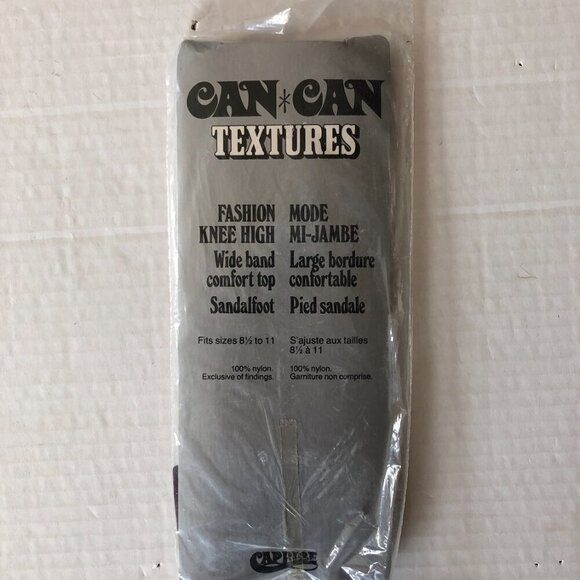 CAN*CAN
TEXTURES
FASHION
KNEE HIGH
Wide band
comfort top
Sandalfoot
Fits sizes 8½ to 11
100% nylon.
Exclusive of findings.
MODE
MI-JAMBE
Large bordure
confortable
Pied sandale
S'ajuste aux tailles
8½ à 11
100% nylon.
Garniture non comprise.